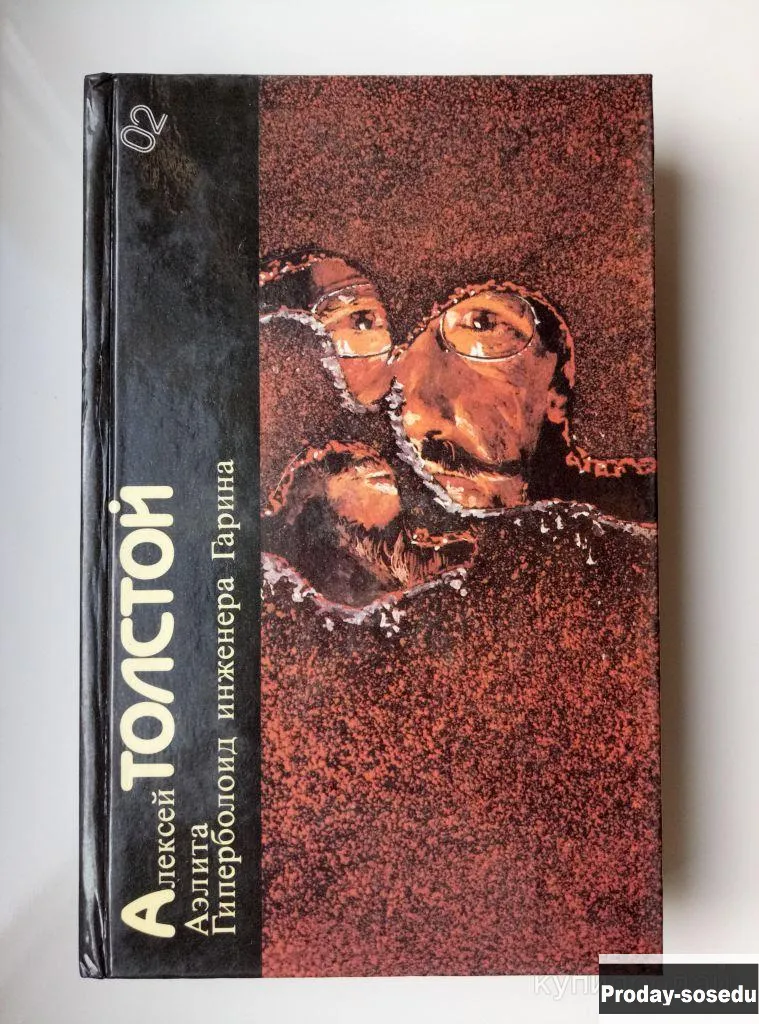 02
Алексей ТОЛСТОЙ
Аэлита
Гиперболоид инженера Гарина
Proday-sosedu